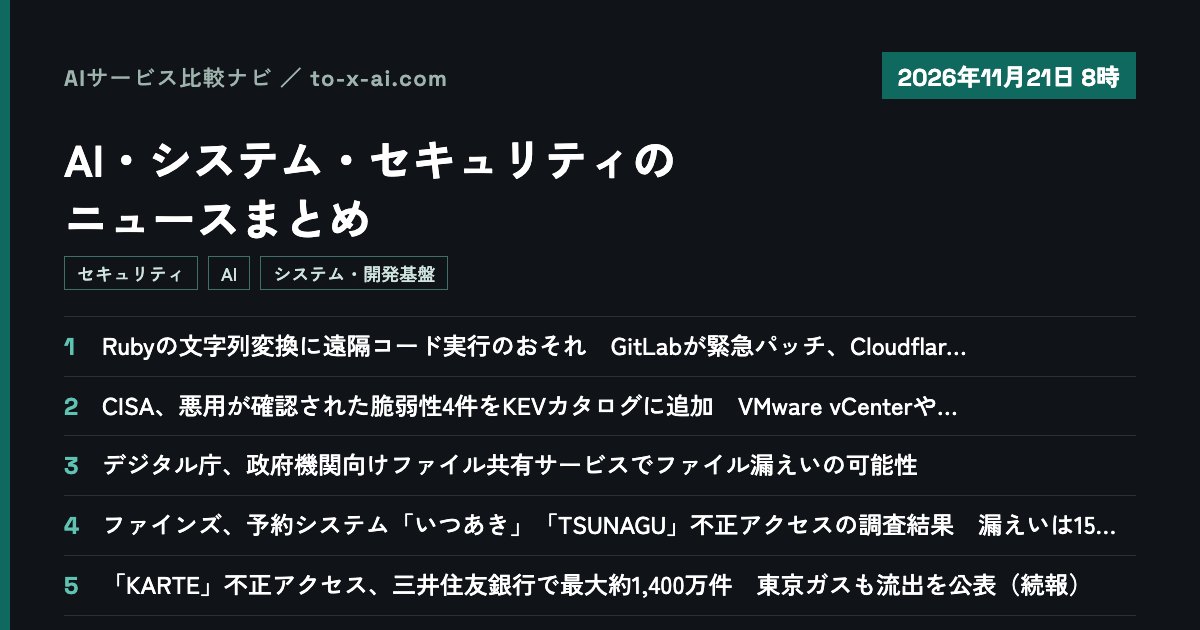 AIサービス比較ナビ ／ to-x-ai.com
2026年11月21日 8時
AI・システム・セキュリティの
ニュースまとめ
セキュリティ
AI
システム・開発基盤
1 Rubyの文字列変換に遠隔コード実行のおそれ　GitLabが緊急パッチ、Cloudflar…
2 CISA、悪用が確認された脆弱性4件をKEVカタログに追加　VMware vCenterや…
3 デジタル庁、政府機関向けファイル共有サービスでファイル漏えいの可能性
4 ファインズ、予約システム「いつあき」「TSUNAGU」不正アクセスの調査結果　漏えいは15…
5 「KARTE」不正アクセス、三井住友銀行で最大約1,400万件　東京ガスも流出を公表（続報）